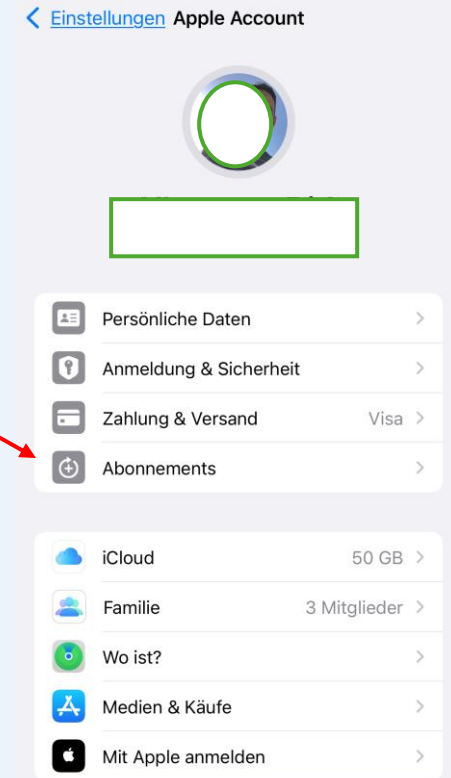 Einstellungen Apple Account
Persönliche Daten
Anmeldung & Sicherheit
Zahlung & Versand Visa
Abonnements
iCloud 50 GB
Familie 3 Mitglieder
Wo ist?
Medien & Käufe
Mit Apple anmelden